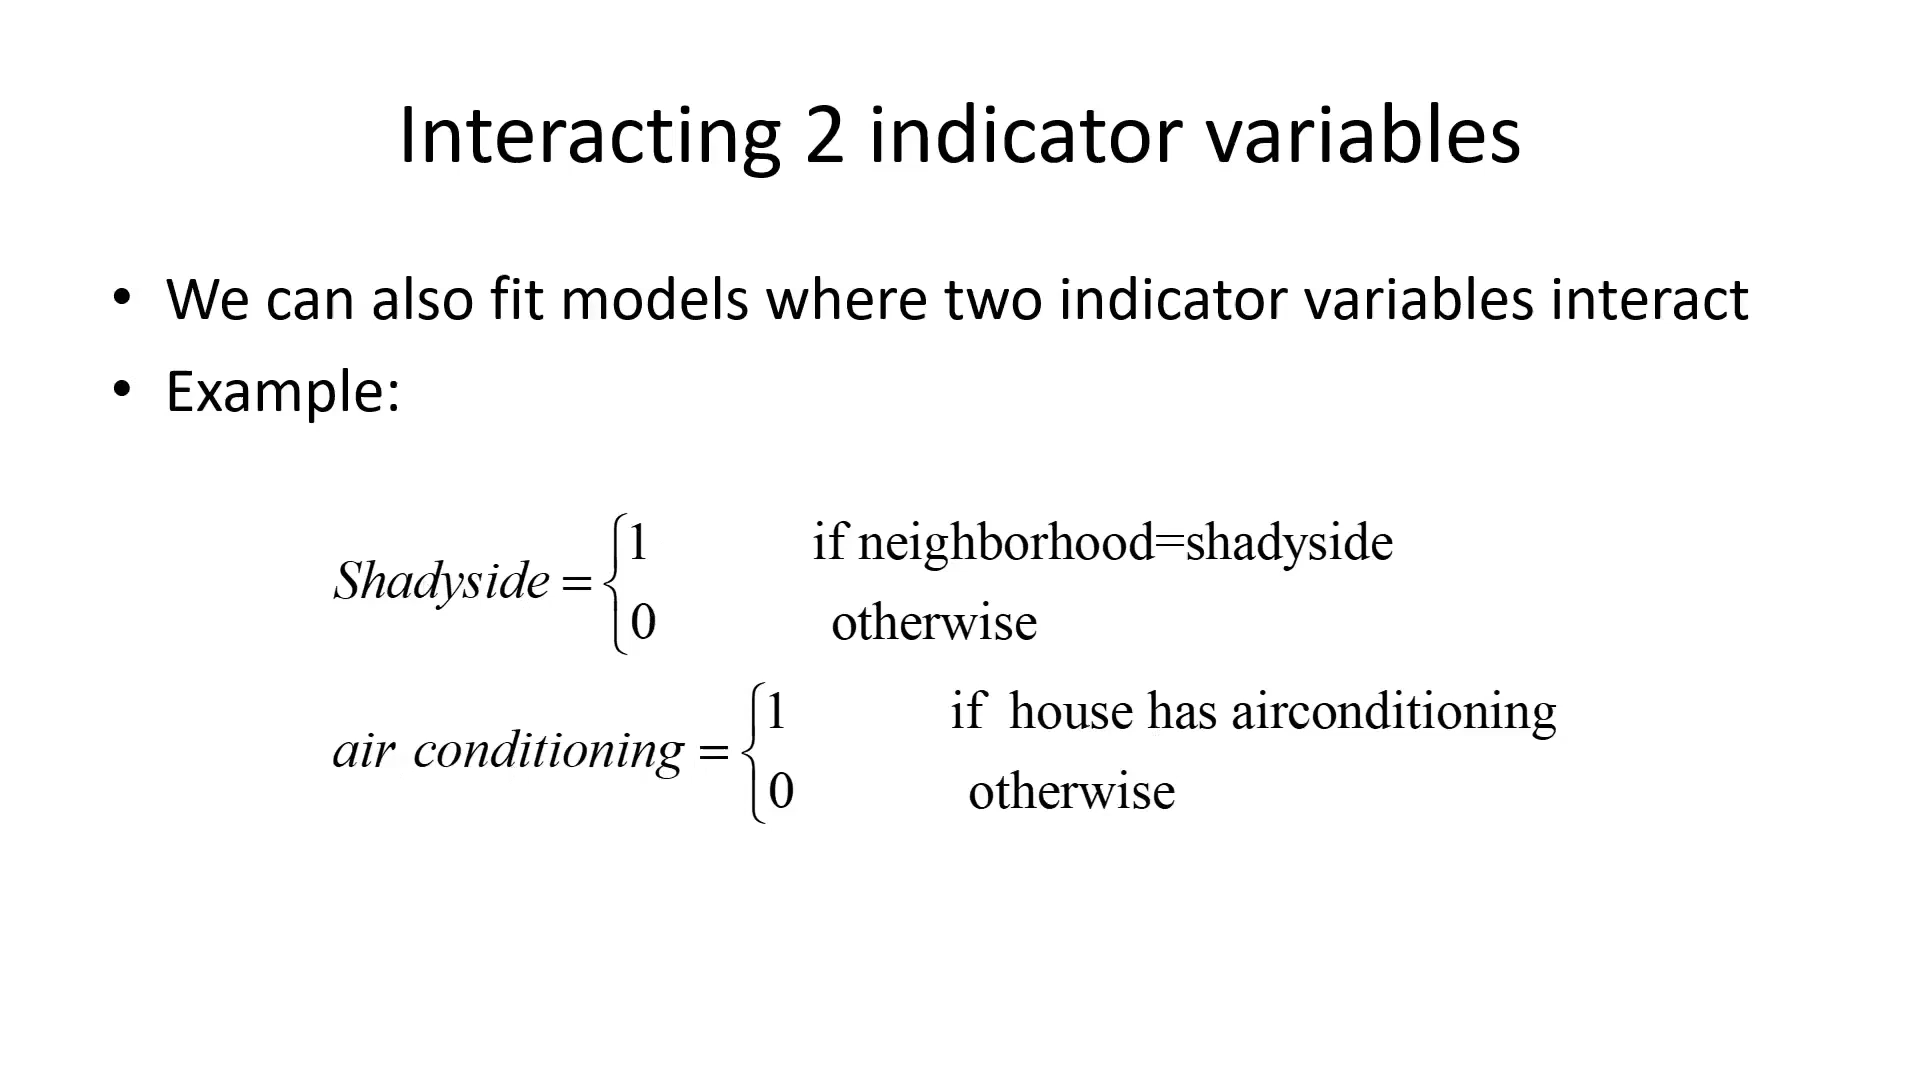 Interacting 2 indicator variables
• We can also fit models where two indicator variables interact
• Example:
Shadyside = { 1 if neighborhood=shadyside
0 otherwise
air conditioning = { 1 if house has airconditioning
0 otherwise